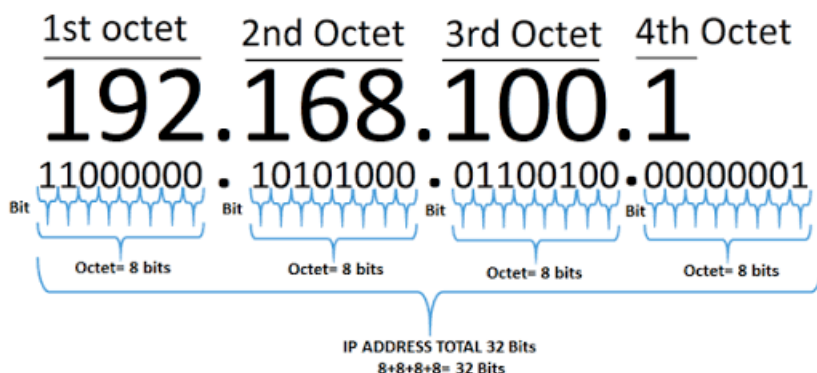 1st octet 2nd Octet 3rd Octet 4th Octet
192.168.100.1
11000000.10101000.01100100.00000001
Bit Bit Bit Bit
Octet= 8 bits Octet= 8 bits Octet= 8 bits Octet= 8 bits
IP ADDRESS TOTAL 32 Bits
8+8+8+8= 32 Bits